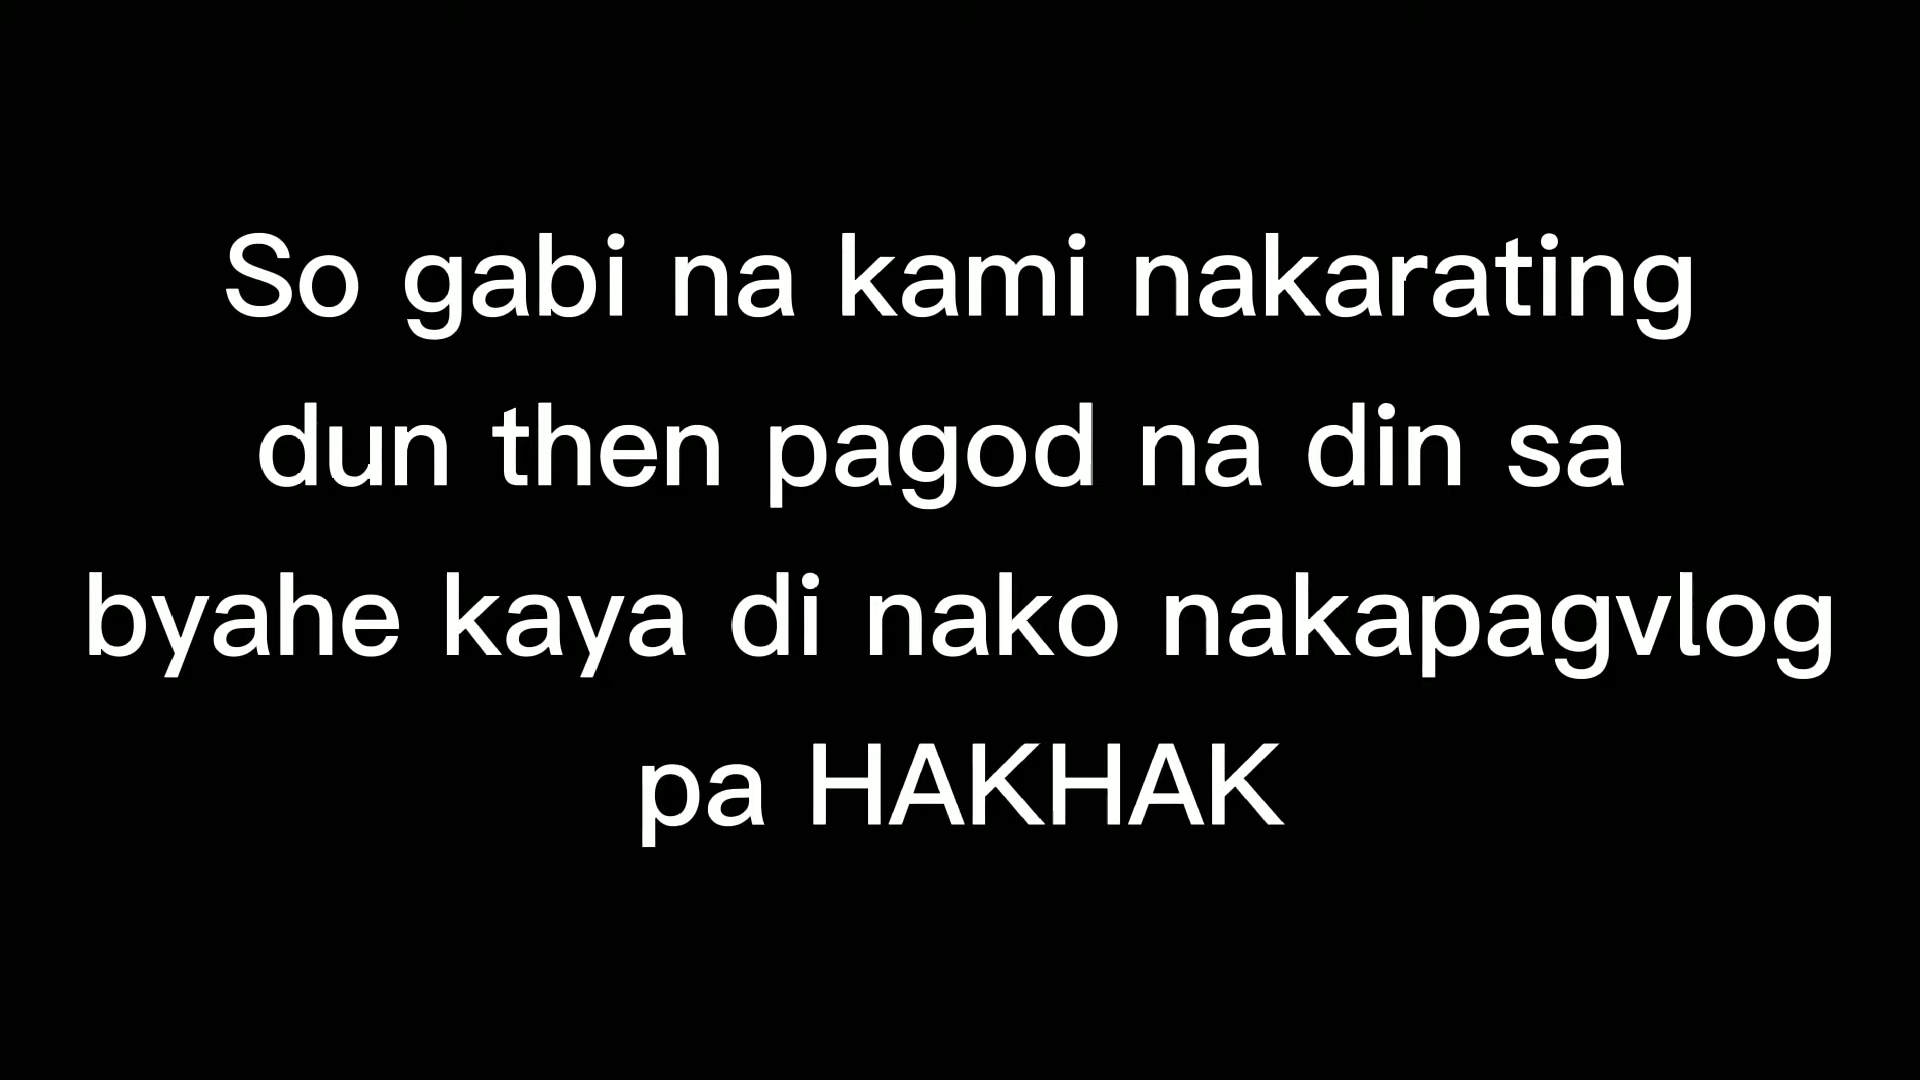 So gabi na kami nakarating
dun then pagod na din sa
byahe kaya di nako nakapagvlog
pa HAKHAK